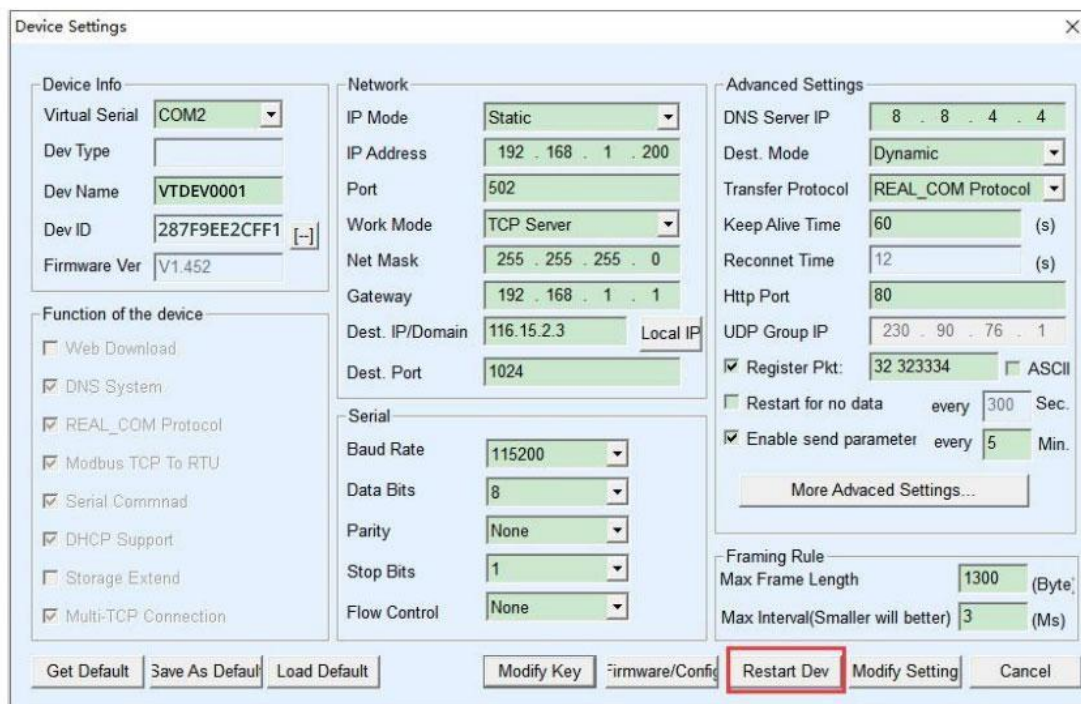 Device Settings
Device Info
Virtual Serial COM2
Dev Type
Dev Name VTDEV0001
Dev ID 287F9EE2CFF1 [--]
Firmware Ver V1.452
Function of the device
Web Download
DNS System
REAL_COM Protocol
Modbus TCP To RTU
Serial Commnad
DHCP Support
Storage Extend
Multi-TCP Connection
Network
IP Mode Static
IP Address 192 . 168 . 1 . 200
Port 502
Work Mode TCP Server
Net Mask 255 . 255 . 255 . 0
Gateway 192 . 168 . 1 . 1
Dest. IP/Domain 116.15.2.3 Local IP
Dest. Port 1024
Serial
Baud Rate 115200
Data Bits 8
Parity None
Stop Bits 1
Flow Control None
Advanced Settings
DNS Server IP 8 . 8 . 4 . 4
Dest. Mode Dynamic
Transfer Protocol REAL_COM Protocol
Keep Alive Time 60 (s)
Reconnet Time 12 (s)
Http Port 80
UDP Group IP 230 . 90 . 76 . 1
Register Pkt: 32 323334 ASCII
Restart for no data every 300 Sec.
Enable send parameter every 5 Min.
More Advaced Settings...
Framing Rule
Max Frame Length 1300 (Byte)
Max Interval(Smaller will better) 3 (Ms)
Get Default Save As Defaul Load Default Modify Key Firmware/Config Restart Dev Modify Setting Cancel